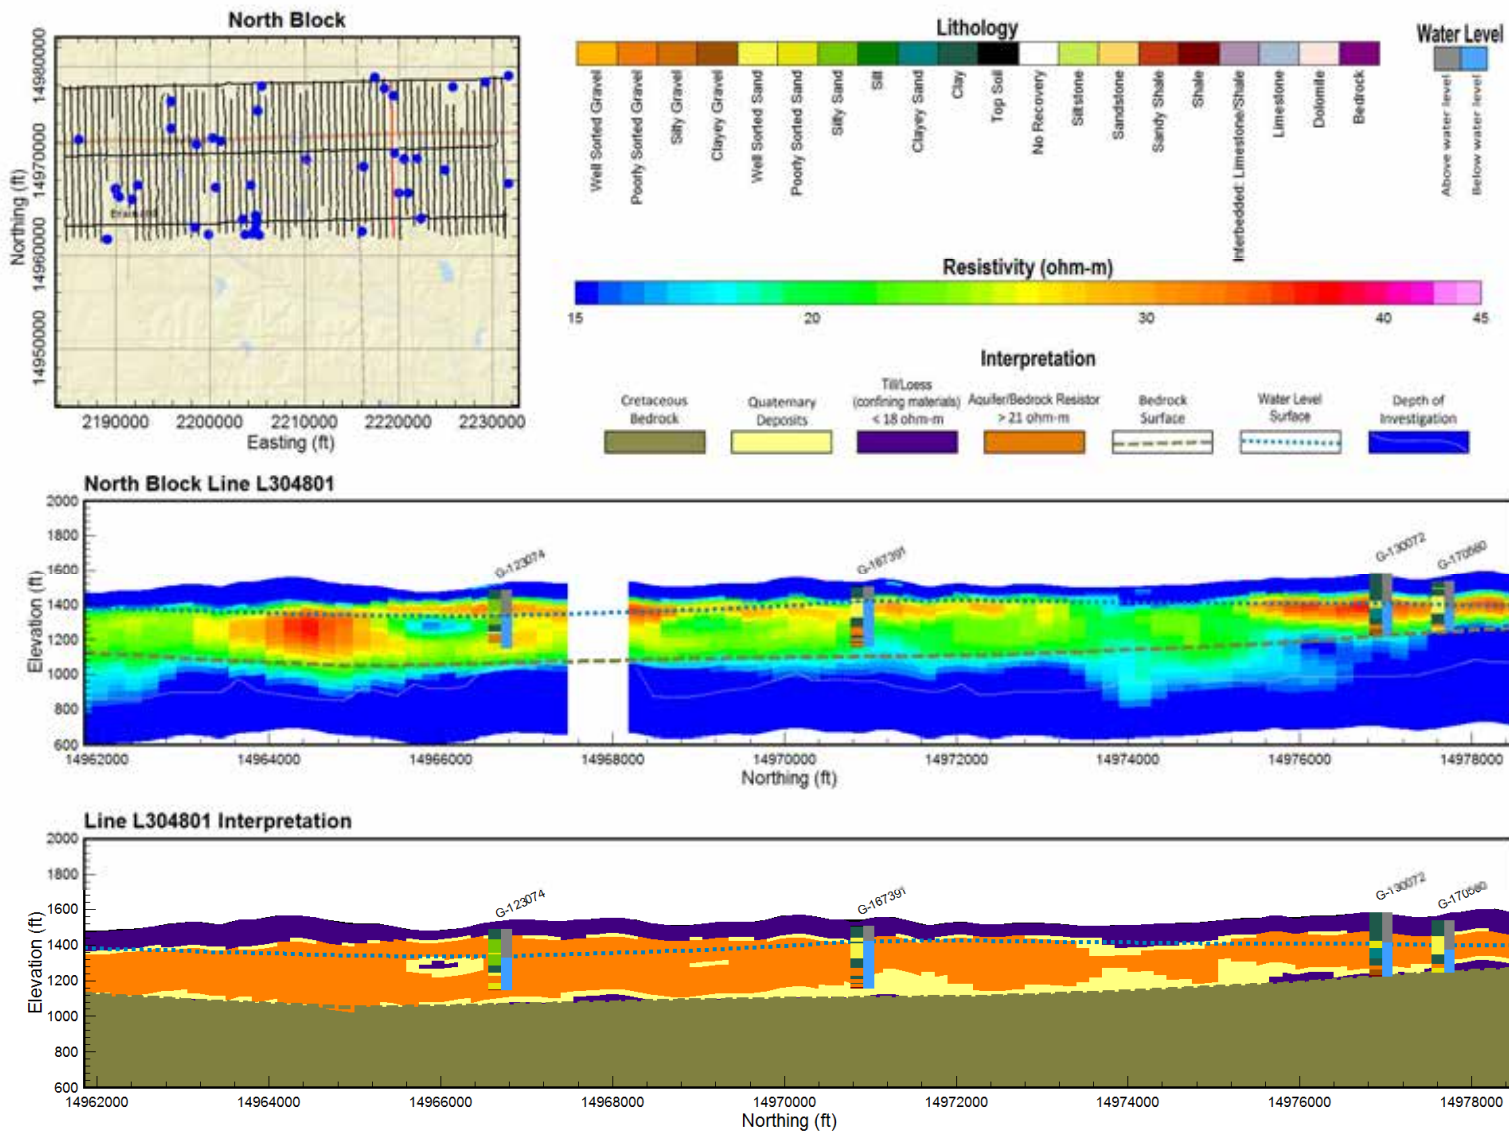 North Block
14980000
14970000
14960000
14950000
Northing (ft)
2190000 2200000 2210000 2220000 2230000
Easting (ft)
Lithology
Well Sorted Gravel
Poorly Sorted Gravel
Silty Gravel
Clayey Gravel
Well Sorted Sand
Poorly Sorted Sand
Silty Sand
Silt
Clayey Sand
Clay
Top Soil
No Recovery
Siltstone
Sandstone
Sandy Shale
Shale
Interbedded: Limestone/Shale
Limestone
Dolomite
Bedrock
Water Level
Above water level
Below water level
Resistivity (ohm-m)
15 20 30 40 45
Interpretation
Cretaceous
Bedrock
Quaternary
Deposits
Till/Loess
(confining materials)
< 18 ohm-m
Aquifer/Bedrock Resistor
> 21 ohm-m
Bedrock
Surface
Water Level
Surface
Depth of
Investigation
North Block Line L304801
2000
1800
1600
1400
1200
1000
800
600
Elevation (ft)
G-123074
G-167391
G-130072
G-170560
14962000 14964000 14966000 14968000 14970000 14972000 14974000 14976000 14978000
Northing (ft)
Line L304801 Interpretation
2000
1800
1600
1400
1200
1000
800
600
Elevation (ft)
G-123074
G-167391
G-130072
G-170560
14962000 14964000 14966000 14968000 14970000 14972000 14974000 14976000 14978000
Northing (ft)